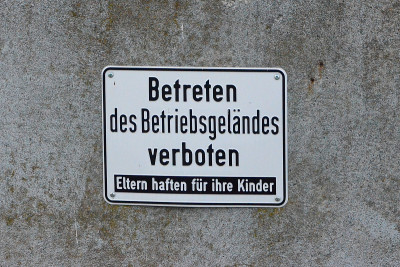 Betreten
des Betriebsgeländes
verboten
Eltern haften für ihre Kinder